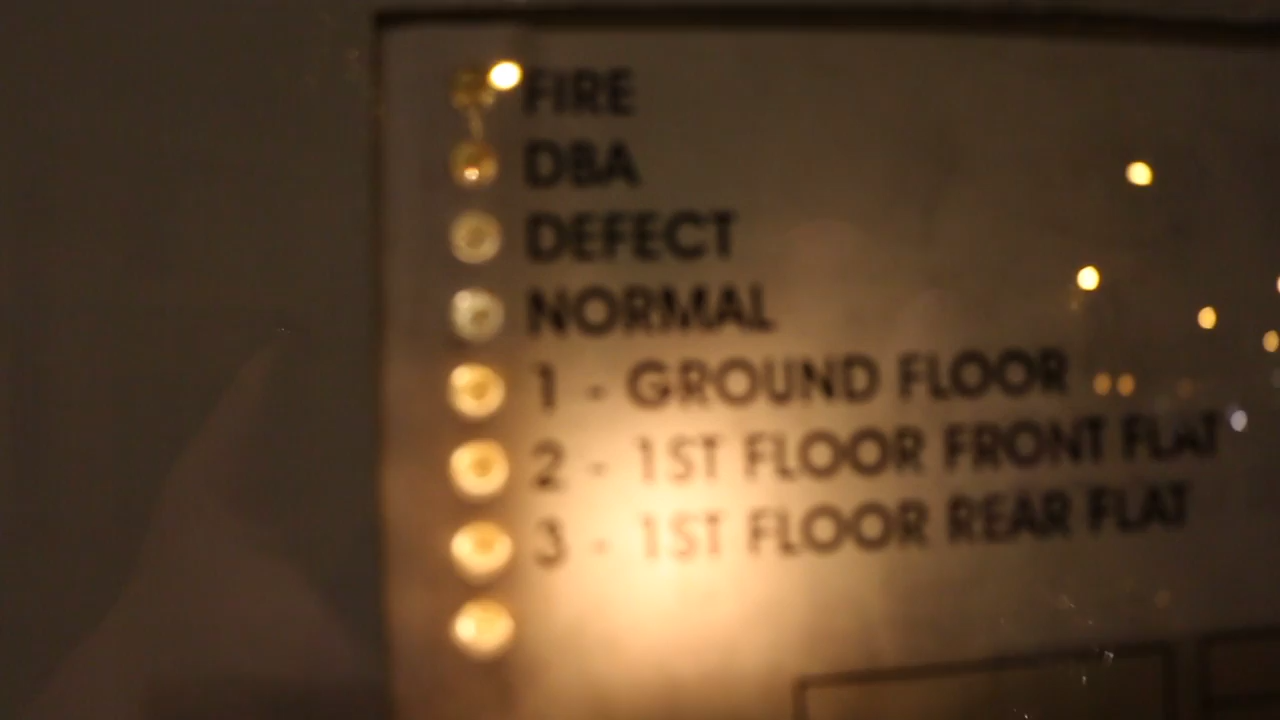 FIRE
DBA
DEFECT
NORMAL
1 - GROUND FLOOR
2 - 1ST FLOOR FRONT FLAT
3 - 1ST FLOOR REAR FLAT